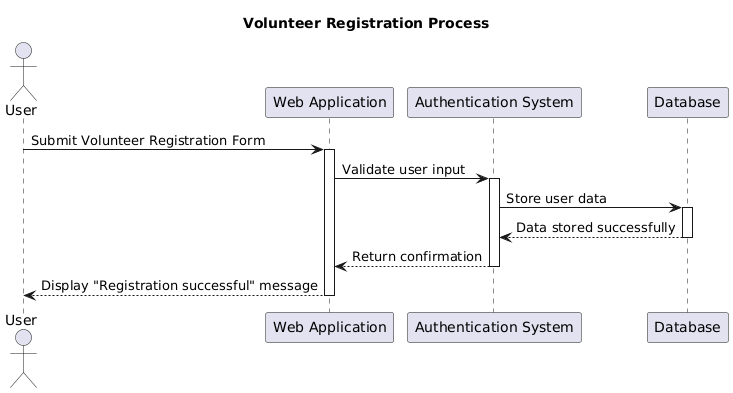 Volunteer Registration Process
User
Web Application
Authentication System
Database
Submit Volunteer Registration Form
Validate user input
Store user data
Data stored successfully
Return confirmation
Display "Registration successful" message
User
Web Application
Authentication System
Database